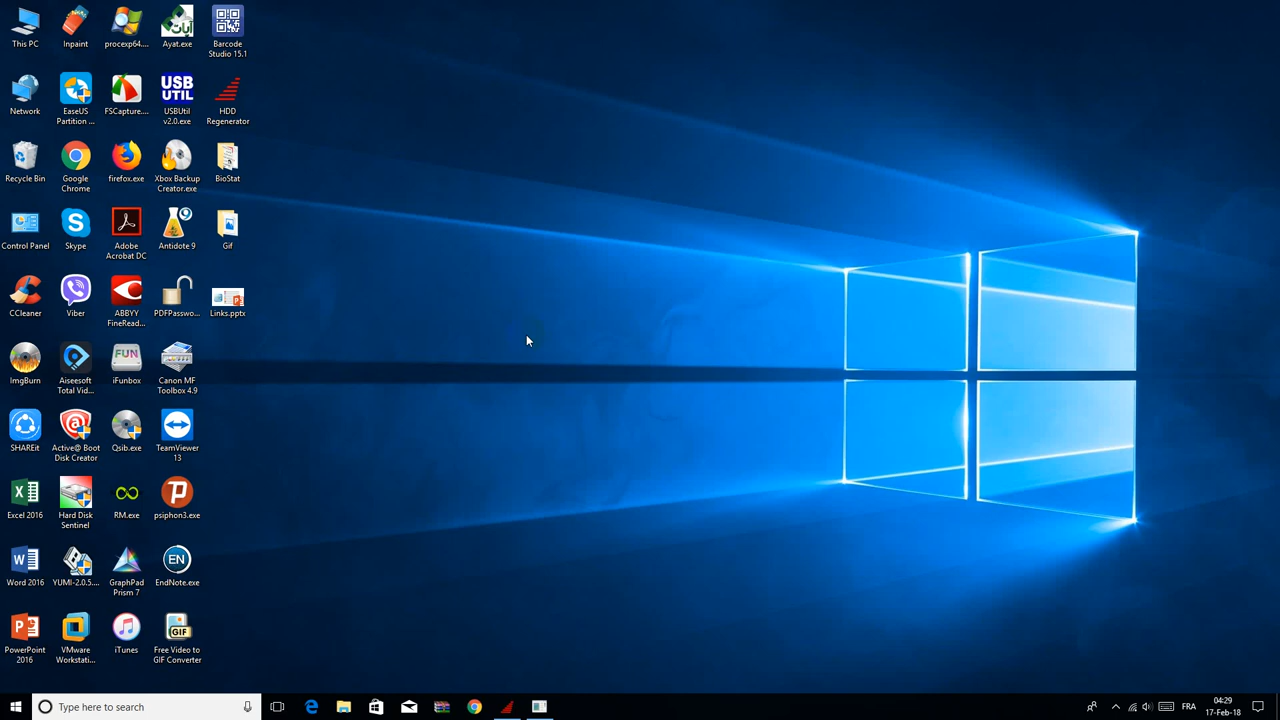 This PC
Inpaint
procexp64....
Ayat.exe
Barcode
Studio 15.1
Network
EaseUS
Partition ...
FSCapture....
USB
UTIL
USBUtil
v2.0.exe
HDD
Regenerator
Recycle Bin
Google
Chrome
firefox.exe
Xbox Backup
Creator.exe
BioStat
Control Panel
Skype
Adobe
Acrobat DC
Antidote 9
Gif
CCleaner
Viber
ABBYY
FineRead...
PDFPasswo...
Links.pptx
ImgBurn
Aiseesoft
Total Vid...
FUN
iFunbox
Canon MF
Toolbox 4.9
SHAREit
Active@ Boot
Disk Creator
Qsib.exe
TeamViewer
13
Excel 2016
Hard Disk
Sentinel
RM.exe
psiphon3.exe
Word 2016
YUMI-2.0.5....
GraphPad
Prism 7
EN
EndNote.exe
PowerPoint
2016
VMware
Workstati...
iTunes
GIF
Free Video to
GIF Converter
Type here to search
FRA
04:29
17-Feb-18